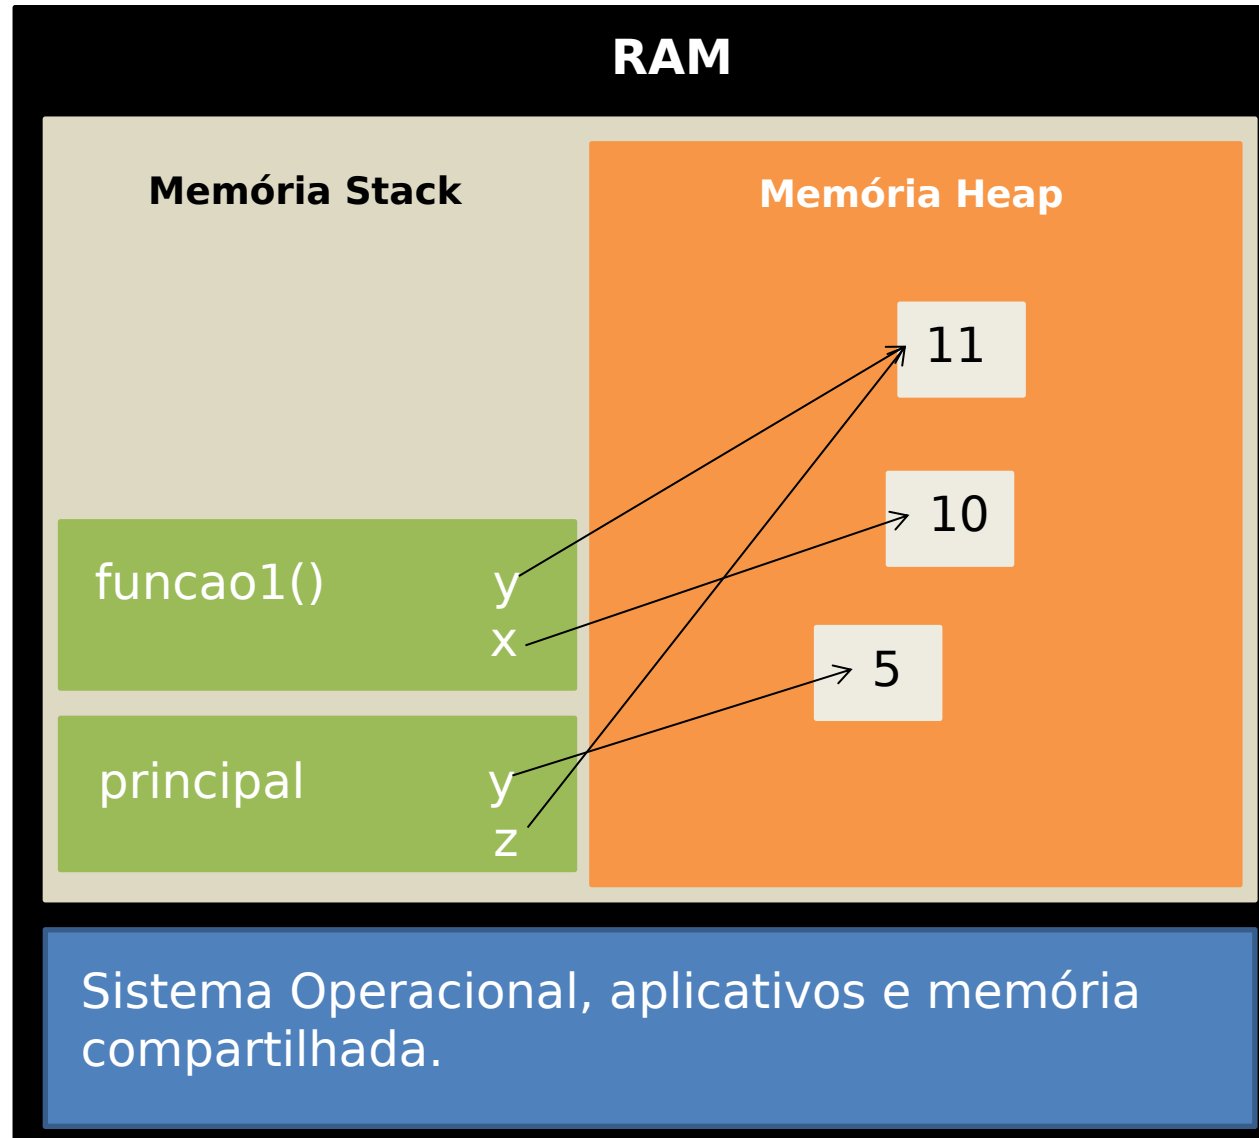 RAM
Memória Stack
Memória Heap
11
10
funcao1() y
x
5
principal y
z
Sistema Operacional, aplicativos e memória
compartilhada.